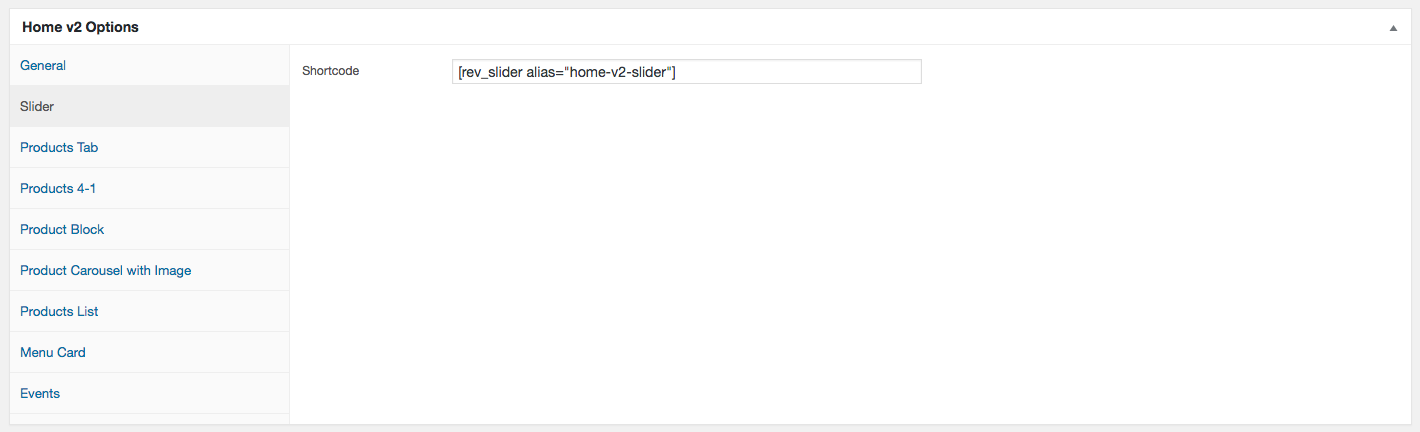 Home v2 Options
General
Shortcode
[rev_slider alias="home-v2-slider"]
Slider
Products Tab
Products 4-1
Product Block
Product Carousel with Image
Products List
Menu Card
Events